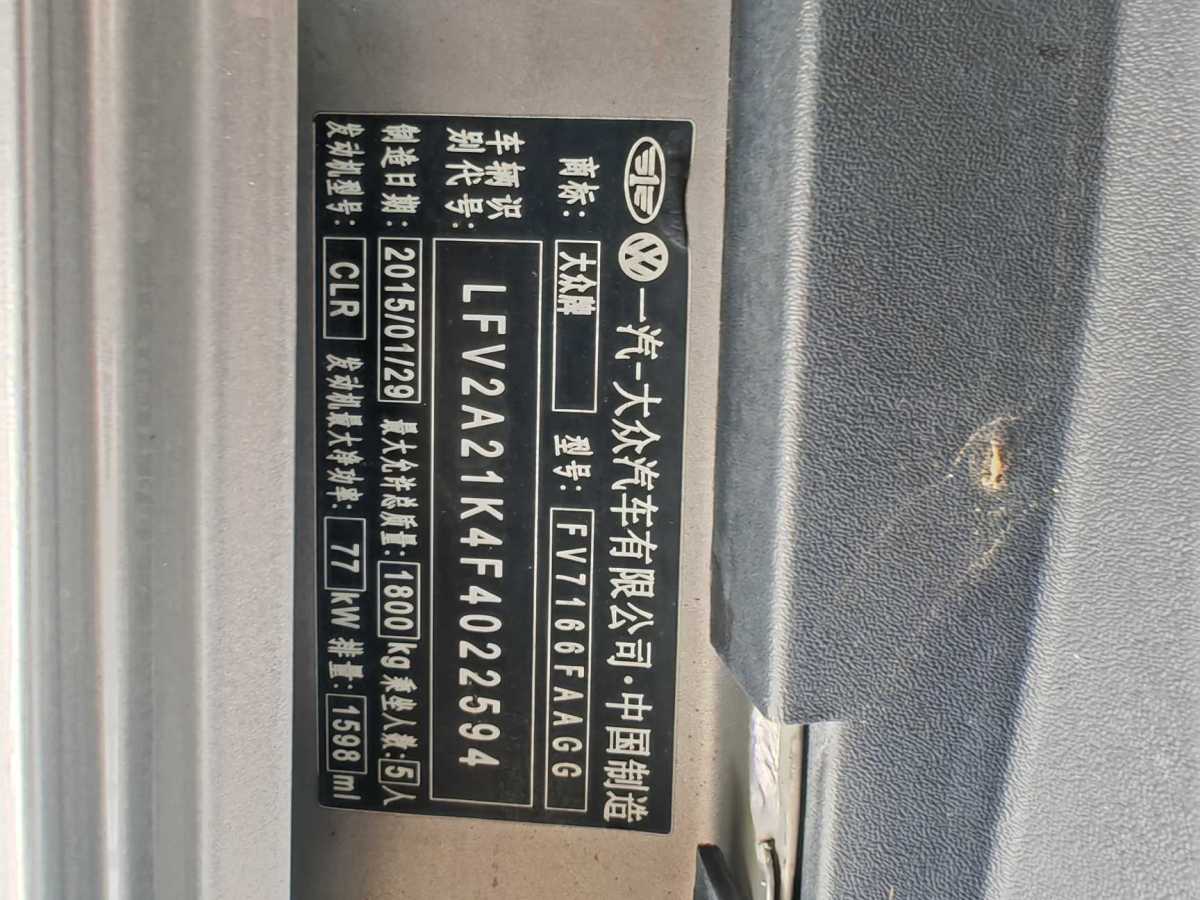 一汽-大众汽车有限公司·中国制造
商标: 大众牌 型号: FV7166FAAGG
车辆识别代号: LFV2A21K4F4022594
制造日期: 2015/01/29 最大允许总质量: 1800 kg 乘坐人数: 5 人
发动机型号: CLR 发动机最大净功率: 77 kW 排量: 1598 ml